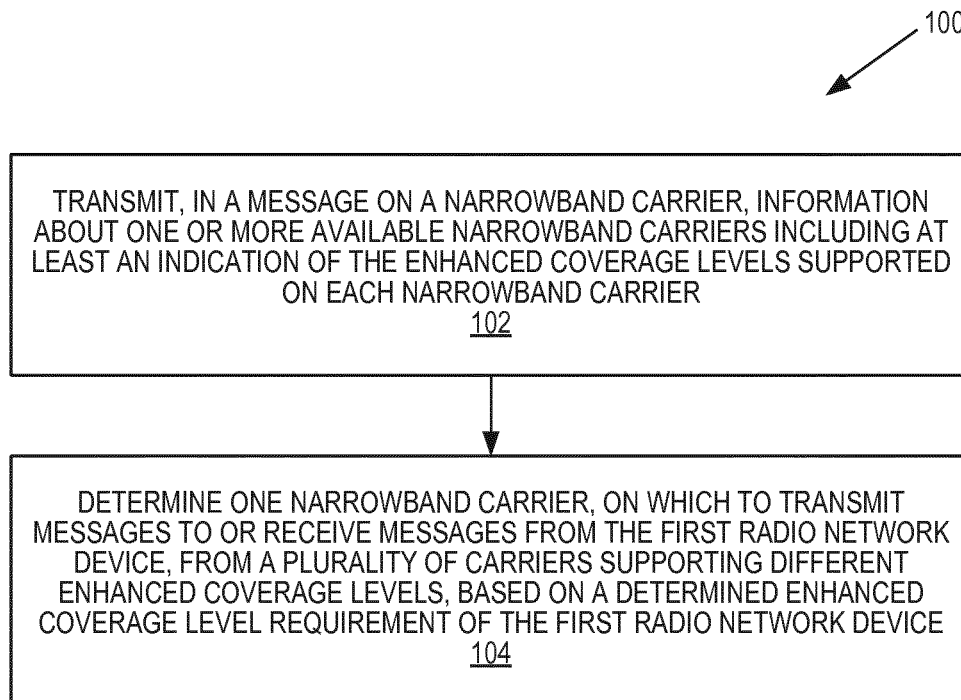 100
TRANSMIT, IN A MESSAGE ON A NARROWBAND CARRIER, INFORMATION
ABOUT ONE OR MORE AVAILABLE NARROWBAND CARRIERS INCLUDING AT
LEAST AN INDICATION OF THE ENHANCED COVERAGE LEVELS SUPPORTED
ON EACH NARROWBAND CARRIER
102
DETERMINE ONE NARROWBAND CARRIER, ON WHICH TO TRANSMIT
MESSAGES TO OR RECEIVE MESSAGES FROM THE FIRST RADIO NETWORK
DEVICE, FROM A PLURALITY OF CARRIERS SUPPORTING DIFFERENT
ENHANCED COVERAGE LEVELS, BASED ON A DETERMINED ENHANCED
COVERAGE LEVEL REQUIREMENT OF THE FIRST RADIO NETWORK DEVICE
104